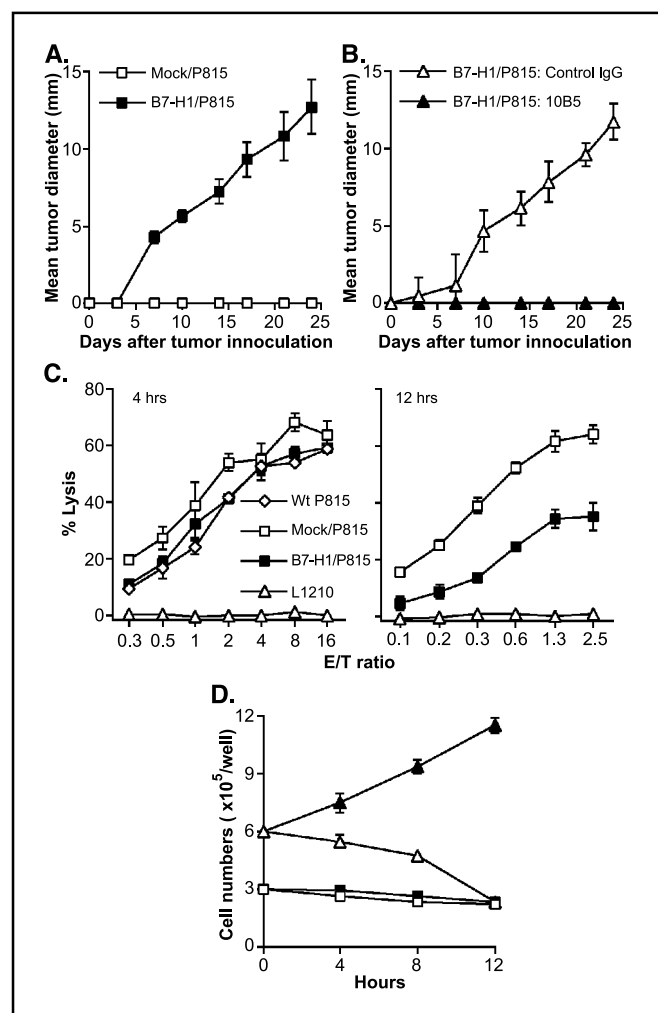 A.
Mock/P815
B7-H1/P815
Mean tumor diameter (mm)
15
10
5
0
0 5 10 15 20 25
Days after tumor innoculation
B.
B7-H1/P815: Control IgG
B7-H1/P815: 10B5
Mean tumor diameter (mm)
15
10
5
0
0 5 10 15 20 25
Days after tumor innoculation
C.
4 hrs
% Lysis
80
60
40
20
0
Wt P815
Mock/P815
B7-H1/P815
L1210
0.3 0.5 1 2 4 8 16
12 hrs
0.1 0.2 0.3 0.6 1.3 2.5
E/T ratio
D.
Cell numbers ( x10⁵/well)
12
9
6
3
0
0 4 8 12
Hours